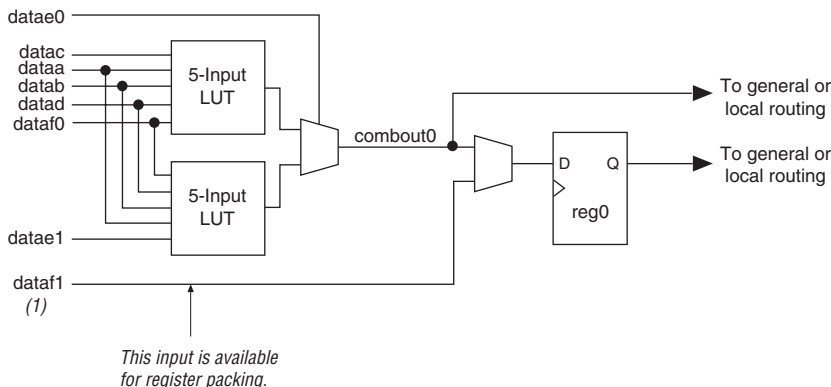 datae0
datac
dataa
datab
datad
dataf0
5-Input
LUT
5-Input
LUT
combout0
D Q
reg0
To general or
local routing
To general or
local routing
datae1
dataf1
(1)
This input is available
for register packing.